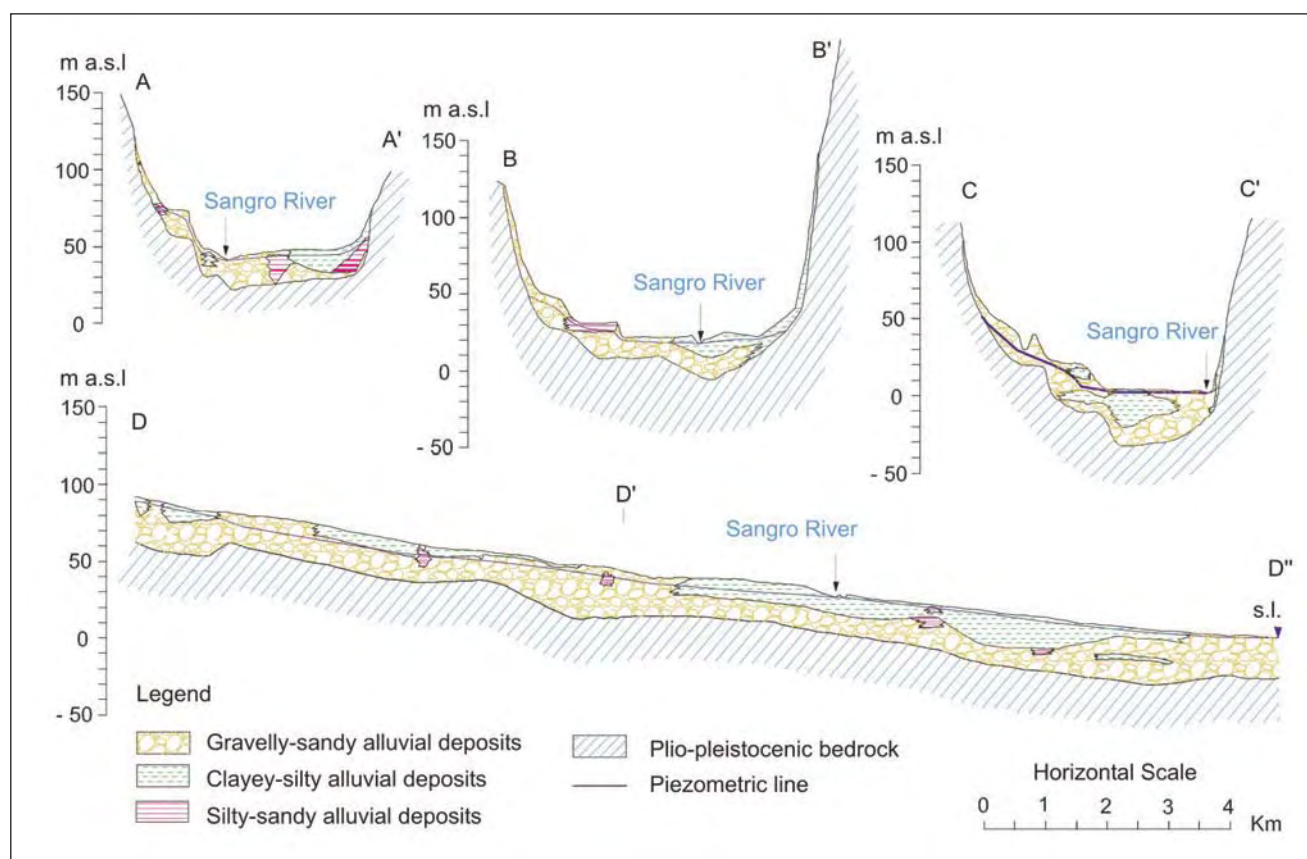 m a.s.l
A
150
100
50
0
A'
Sangro River
m a.s.l
B
150
100
50
0
- 50
B'
Sangro River
m a.s.l
C
150
100
50
0
- 50
C'
Sangro River
m a.s.l
D
150
100
50
0
- 50
D'
Sangro River
D"
s.l.
Legend
Gravelly-sandy alluvial deposits
Clayey-silty alluvial deposits
Silty-sandy alluvial deposits
Plio-pleistocenic bedrock
Piezometric line
Horizontal Scale
0 1 2 3 4
Km